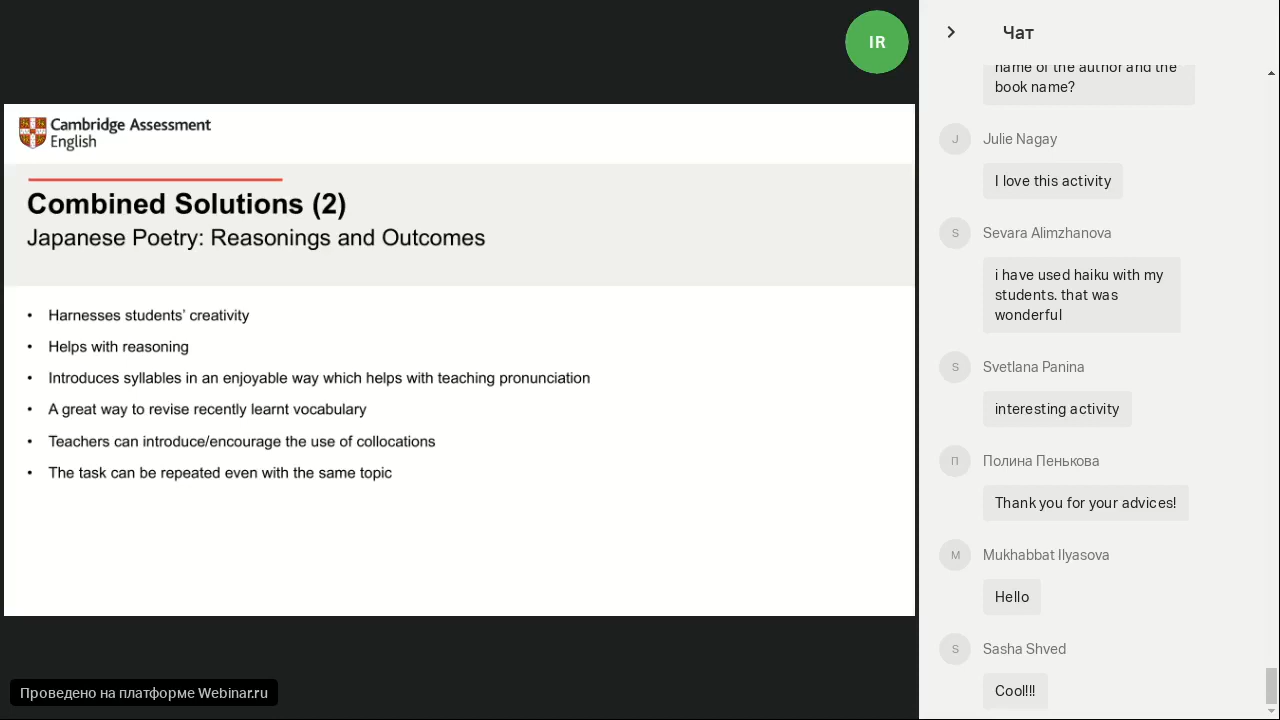 IR
Cambridge Assessment
English
Combined Solutions (2)
Japanese Poetry: Reasonings and Outcomes
• Harnesses students' creativity
• Helps with reasoning
• Introduces syllables in an enjoyable way which helps with teaching pronunciation
• A great way to revise recently learnt vocabulary
• Teachers can introduce/encourage the use of collocations
• The task can be repeated even with the same topic
Проведено на платформе Webinar.ru
Чат
name of the author and the
book name?
J
Julie Nagay
I love this activity
S
Sevara Alimzhanova
i have used haiku with my
students. that was
wonderful
S
Svetlana Panina
interesting activity
П
Полина Пенькова
Thank you for your advices!
M
Mukhabbat Ilyasova
Hello
S
Sasha Shved
Cool!!!